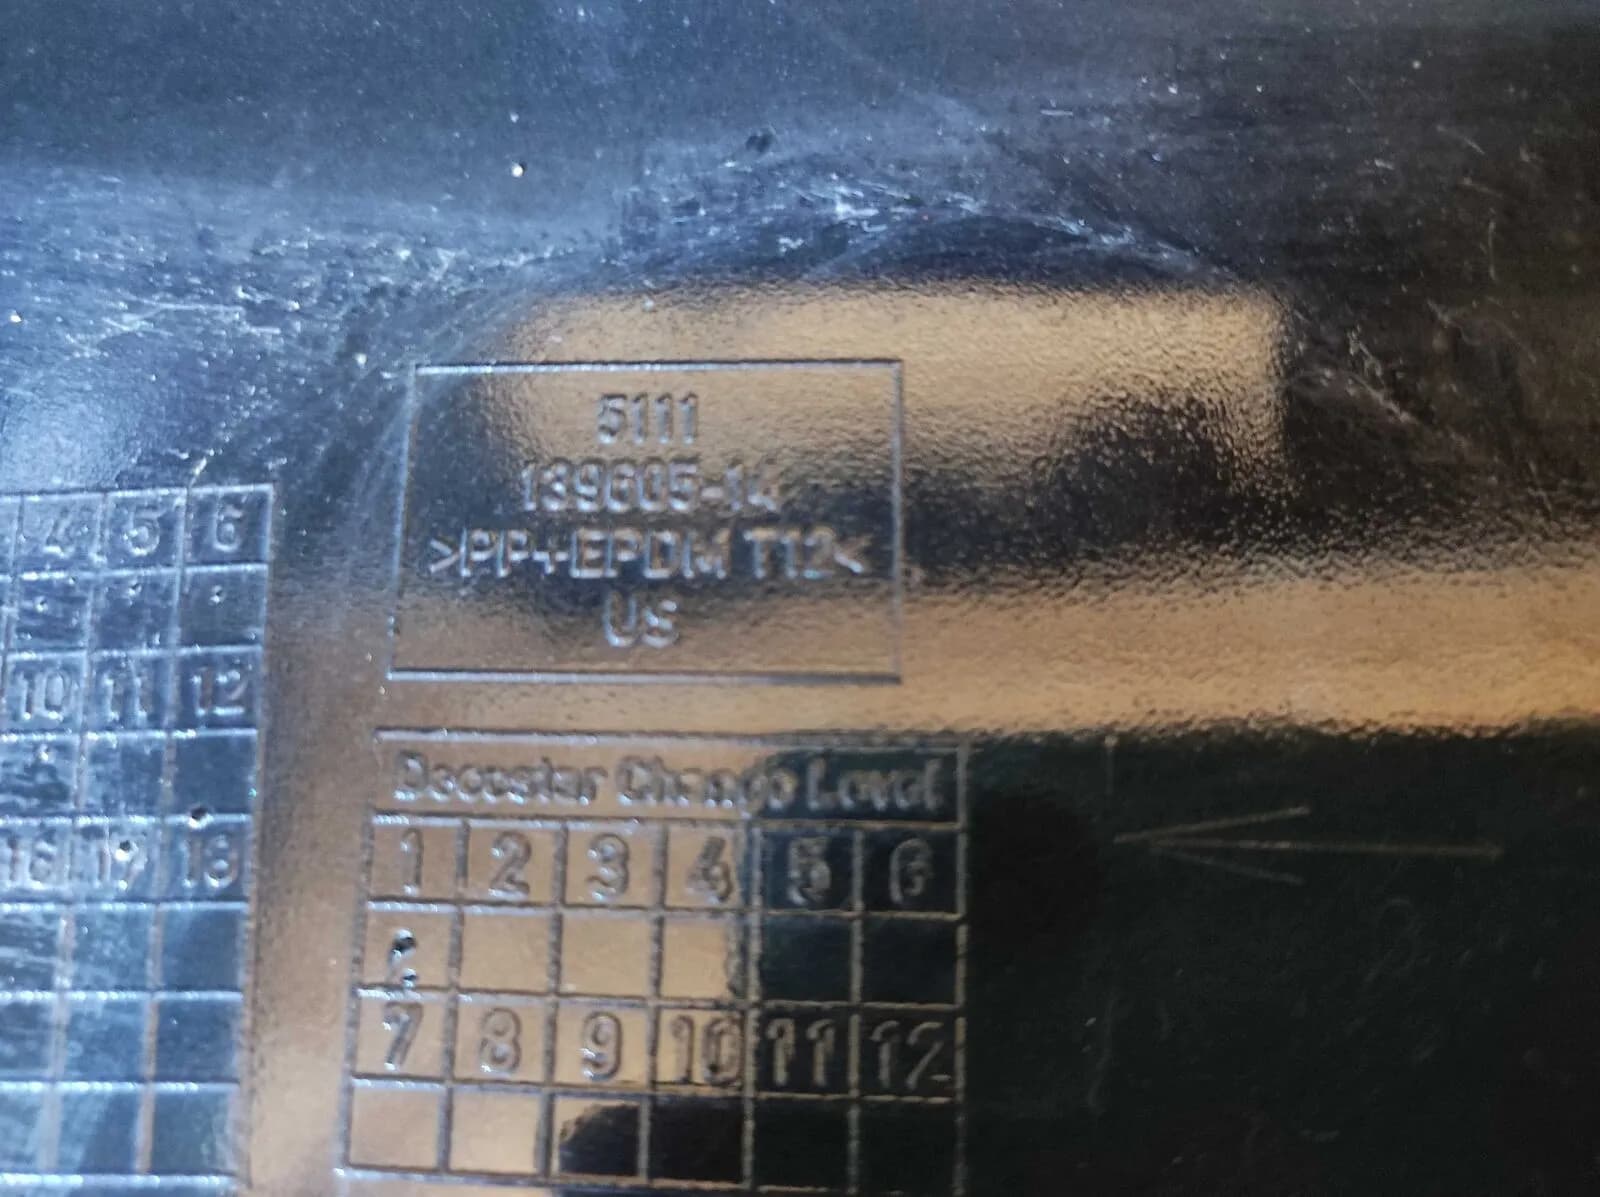 5111
139605-14
>PP+EPDM T12<
US
4 5 6
10 11 12
16 17 18
Decostar Change Level
1 2 3 4 5 6
7 8 9 10 11 12